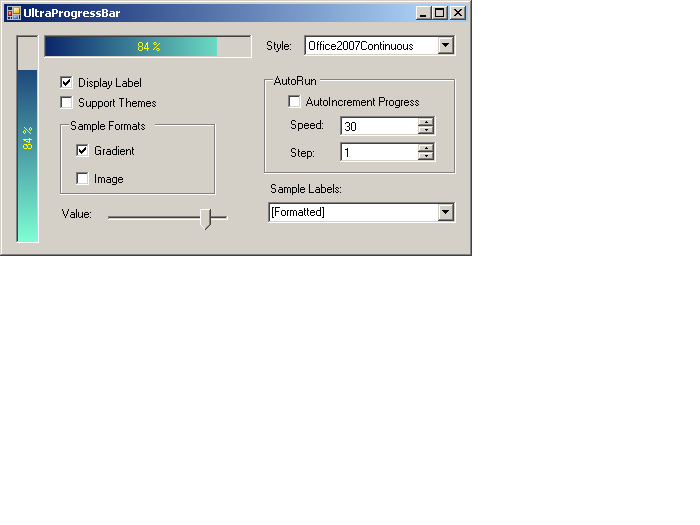 UltraProgressBar
84 %
Style:
Office2007Continuous
84 %
Display Label
Support Themes
Sample Formats
Gradient
Image
Value:
AutoRun
AutoIncrement Progress
Speed:
30
Step:
1
Sample Labels:
[Formatted]